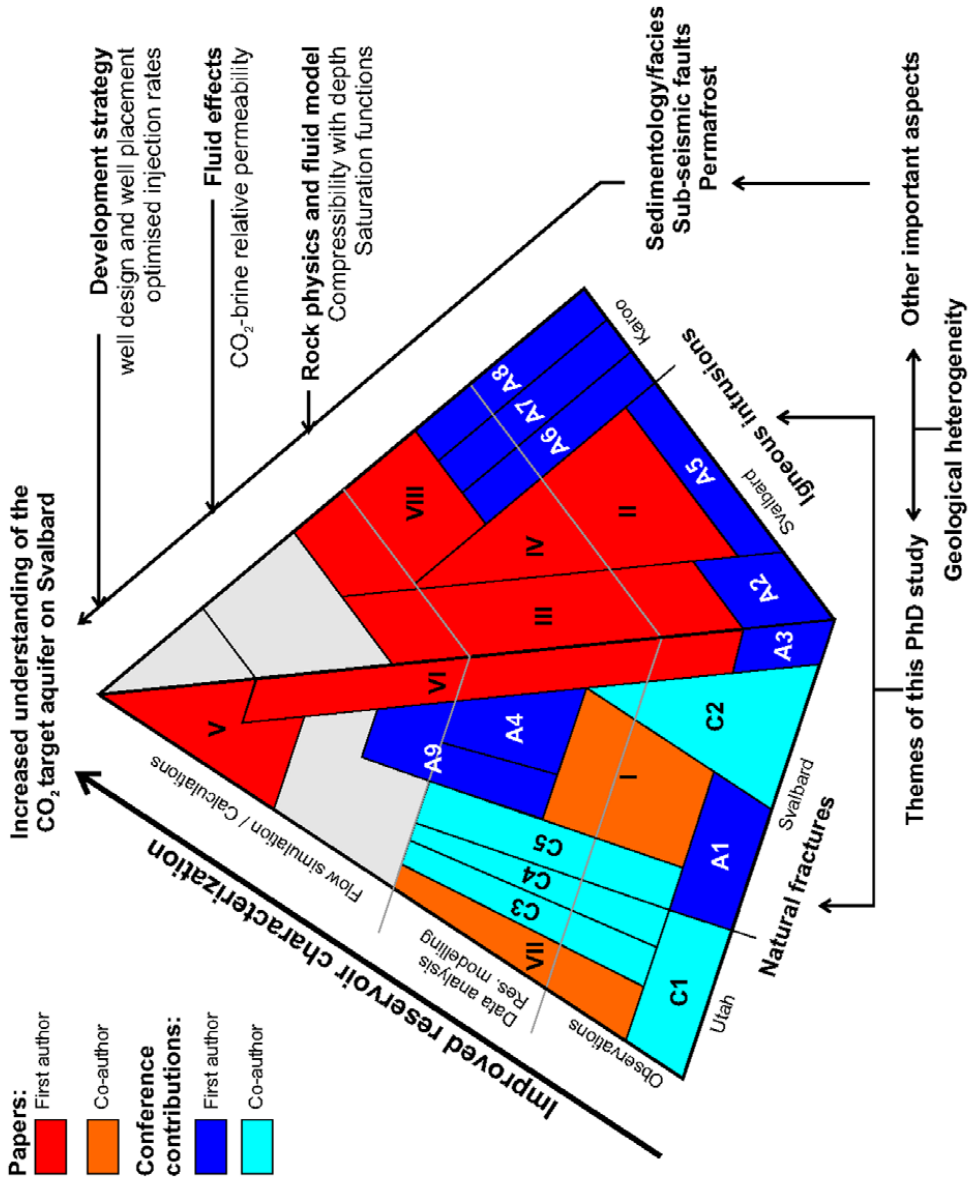 Papers:
First author
Co-author
Conference
contributions:
First author
Co-author
Increased understanding of the
CO₂ target aquifer on Svalbard
Development strategy
well design and well placement
optimised injection rates
Fluid effects
CO₂-brine relative permeability
Rock physics and fluid model
Compressibility with depth
Saturation functions
Sedimentology/facies
Sub-seismic faults
Permafrost
Improved reservoir characterization
Flow simulation / Calculations
Data analysis
Res. modelling
Observations
V
VI
VIII
A8
A7
A6
A9
A4
III
IV
II
A5
C5
C4
C3
VII
I
C2
A3
A2
A1
C1
Utah
Svalbard
Svalbard
Karoo
Natural fractures
Igneous intrusions
Themes of this PhD study
Other important aspects
Geological heterogeneity